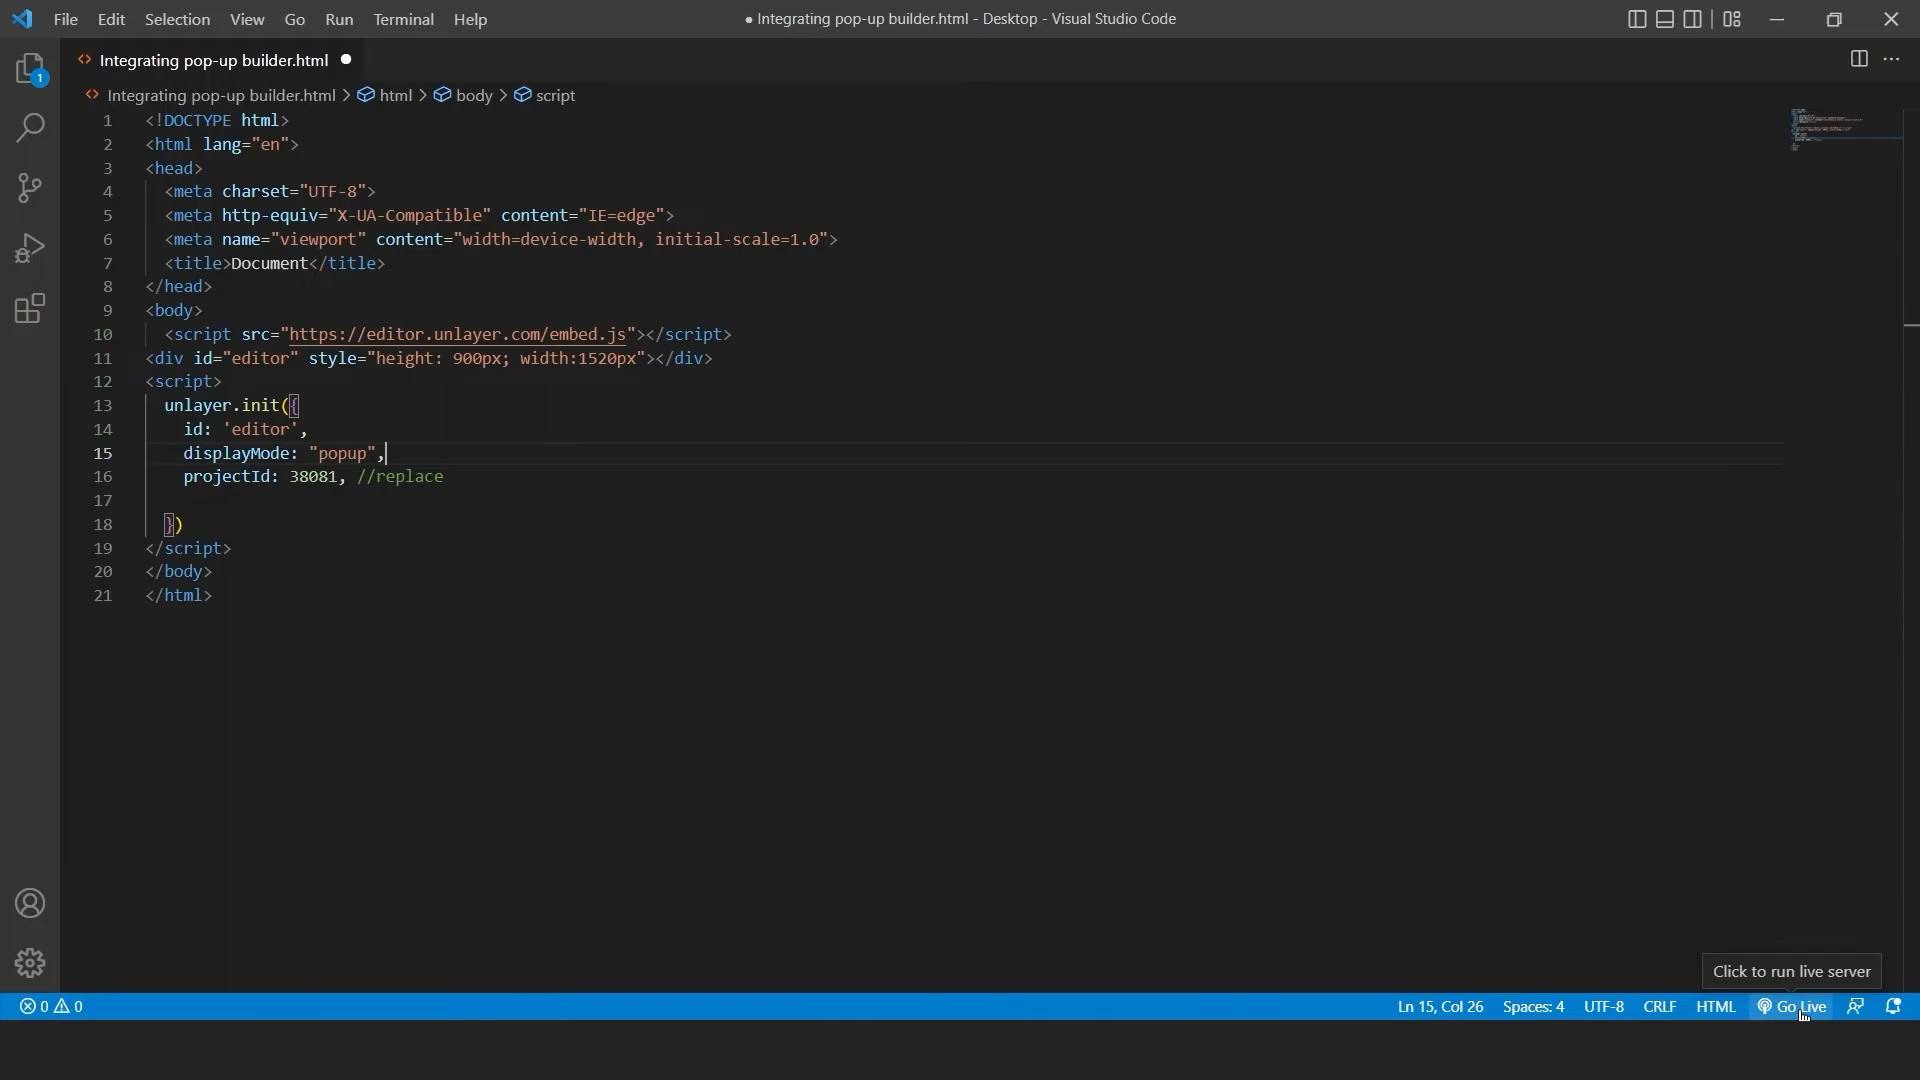 File Edit Selection View Go Run Terminal Help
● Integrating pop-up builder.html - Desktop - Visual Studio Code
1
<> Integrating pop-up builder.html ●
<> Integrating pop-up builder.html > html > body > script
1 <!DOCTYPE html>
2 <html lang="en">
3 <head>
4 <meta charset="UTF-8">
5 <meta http-equiv="X-UA-Compatible" content="IE=edge">
6 <meta name="viewport" content="width=device-width, initial-scale=1.0">
7 <title>Document</title>
8 </head>
9 <body>
10 <script src="https://editor.unlayer.com/embed.js"></script>
11 <div id="editor" style="height: 900px; width:1520px"></div>
12 <script>
13 unlayer.init({
14 id: 'editor',
15 displayMode: "popup",
16 projectId: 38081, //replace
17
18 })
19 </script>
20 </body>
21 </html>
Click to run live server
0 0
Ln 15, Col 26 Spaces: 4 UTF-8 CRLF HTML Go Live